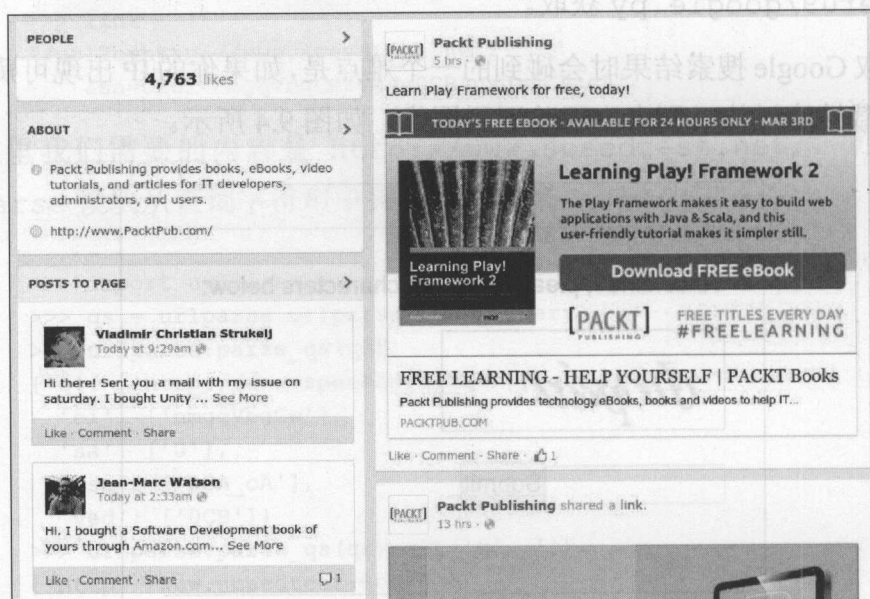 PEOPLE
4,763 likes
ABOUT
Packt Publishing provides books, eBooks, video
tutorials, and articles for IT developers,
administrators, and users.
http://www.PacktPub.com/
POSTS TO PAGE
Vladimir Christian Strukelj
Today at 9:29am
Hi there! Sent you a mail with my issue on
saturday. I bought Unity ... See More
Like · Comment · Share
Jean-Marc Watson
Today at 2:33am
Hi. I bought a Software Development book of
yours through Amazon.com... See More
Like · Comment · Share 1
[PACKT]
Packt Publishing
5 hrs ·
Learn Play Framework for free, today!
TODAY'S FREE EBOOK - AVAILABLE FOR 24 HOURS ONLY - MAR 3RD
Learning Play!
Framework 2
Learning Play! Framework 2
The Play Framework makes it easy to build web
applications with Java & Scala, and this
user-friendly tutorial makes it simpler still.
Download FREE eBook
[PACKT]
PUBLISHING
FREE TITLES EVERY DAY
#FREELEARNING
FREE LEARNING - HELP YOURSELF | PACKT Books
Packt Publishing provides technology eBooks, books and videos to help IT...
PACKTPUB.COM
Like · Comment · Share · 1
[PACKT]
Packt Publishing shared a link.
13 hrs ·